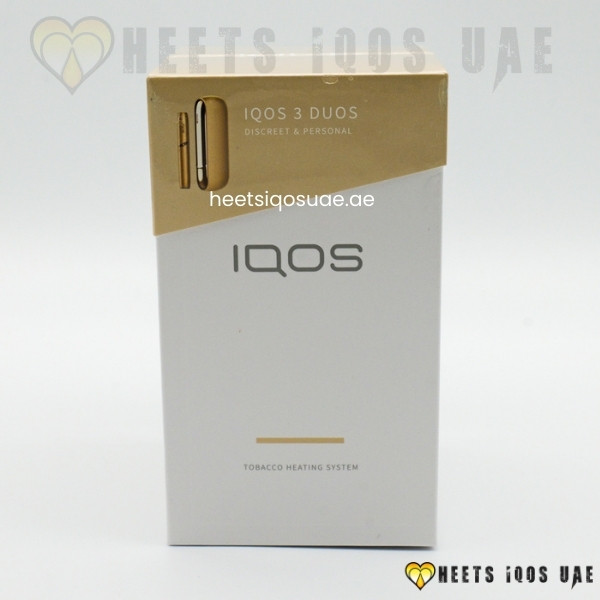 HEETS iQOS UAE
IQOS 3 DUOS
DISCREET & PERSONAL
heetsiqosuae.ae
IQOS
TOBACCO HEATING SYSTEM
HEETS iQOS UAE